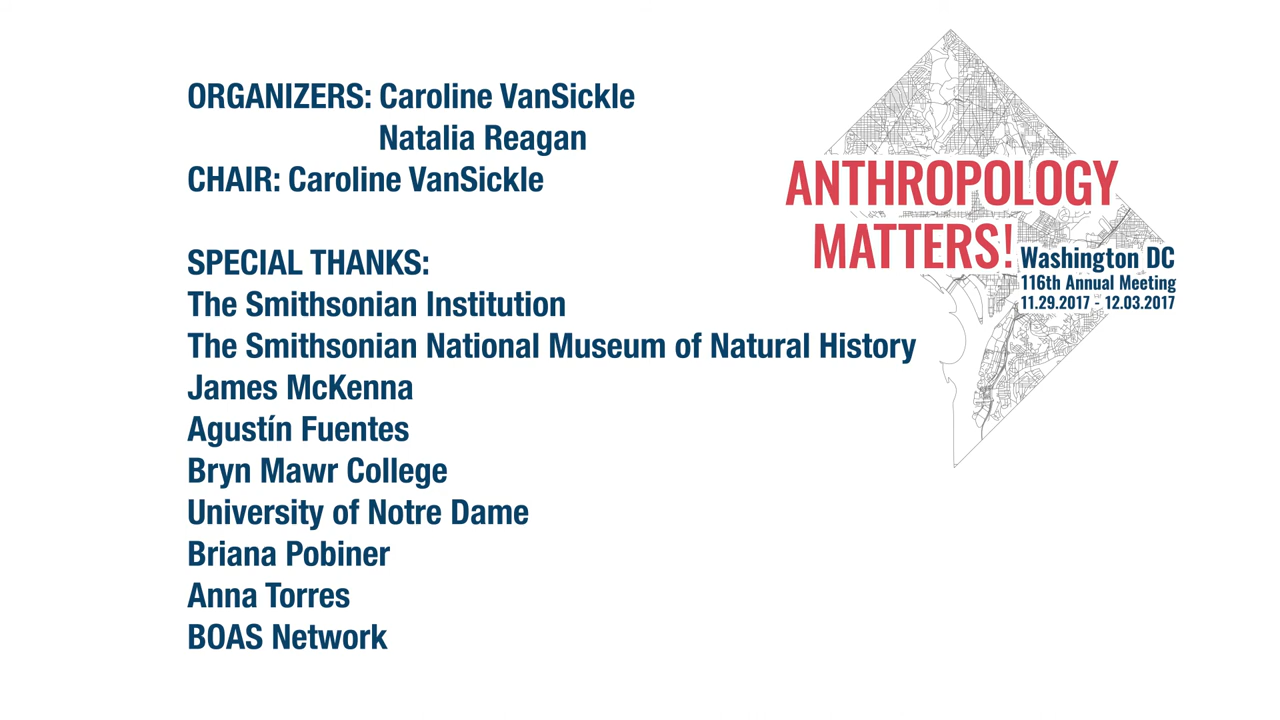 ORGANIZERS: Caroline VanSickle
Natalia Reagan
CHAIR: Caroline VanSickle
SPECIAL THANKS:
The Smithsonian Institution
The Smithsonian National Museum of Natural History
James McKenna
Agustín Fuentes
Bryn Mawr College
University of Notre Dame
Briana Pobiner
Anna Torres
BOAS Network
ANTHROPOLOGY
MATTERS!
Washington DC
116th Annual Meeting
11.29.2017 - 12.03.2017